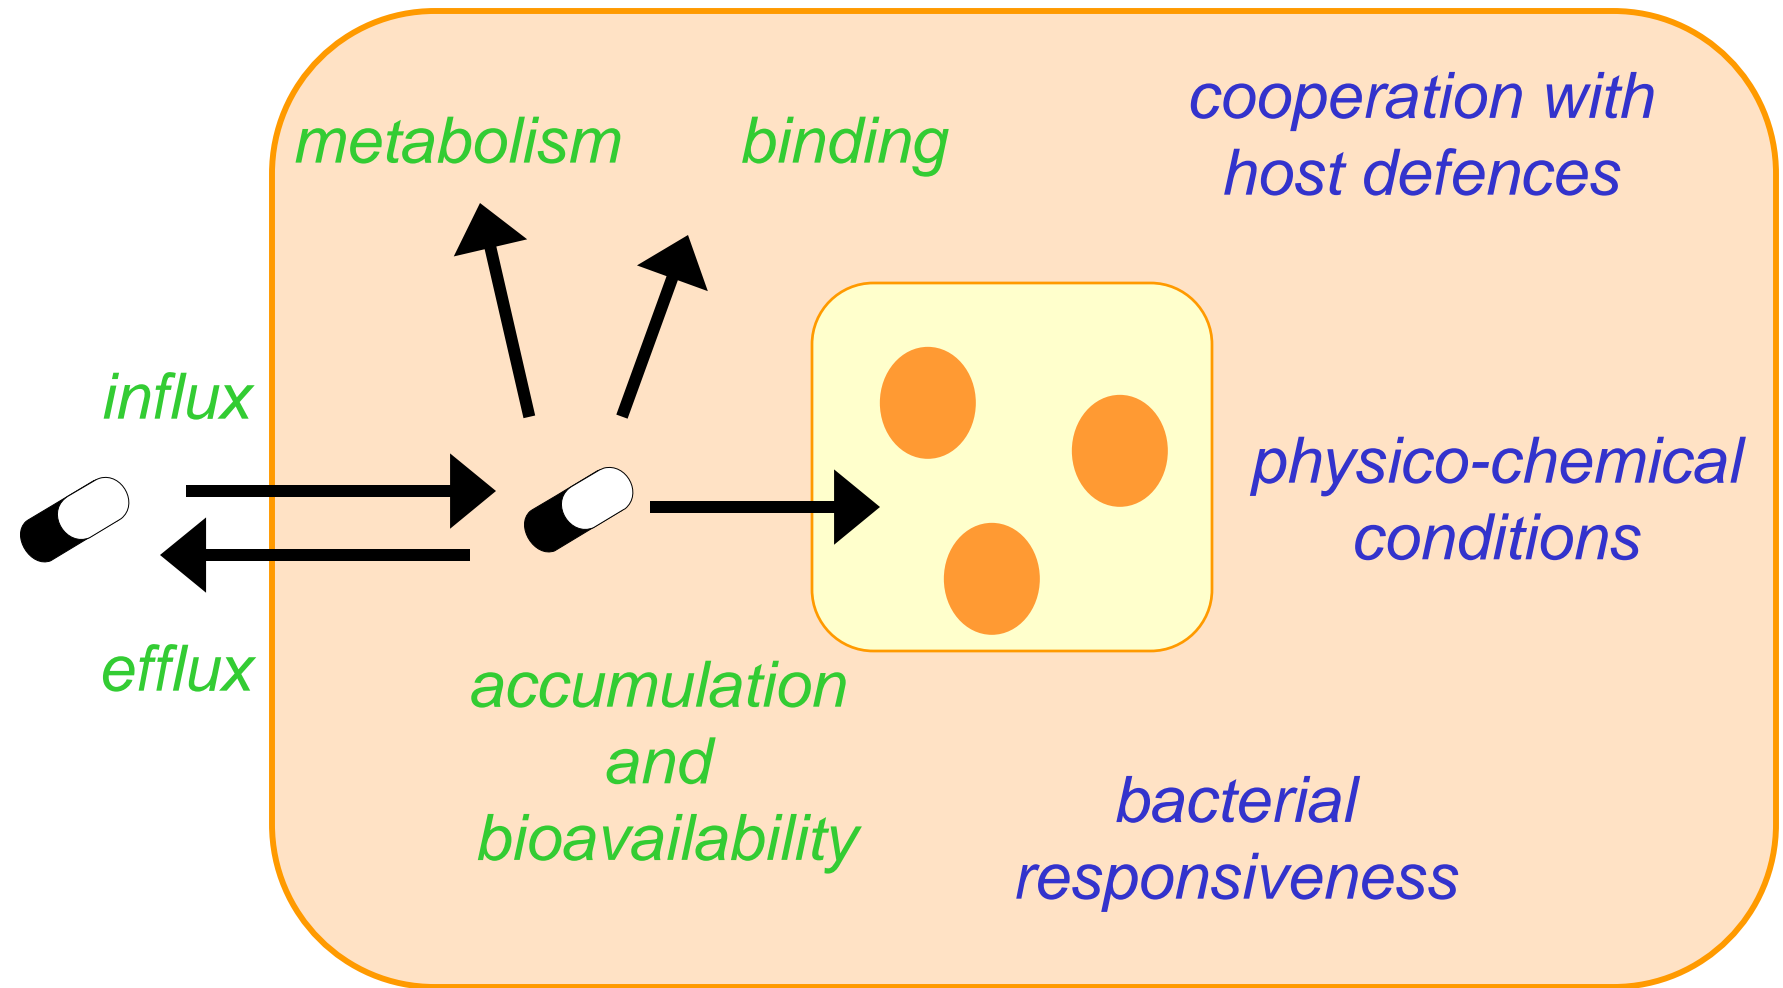 metabolism
binding
cooperation with
host defences
influx
physico-chemical
conditions
efflux
accumulation
and
bioavailability
bacterial
responsiveness